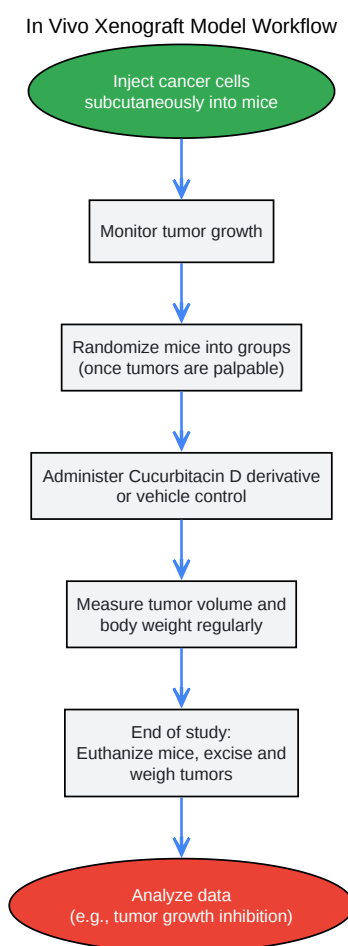 In Vivo Xenograft Model Workflow
Inject cancer cells
subcutaneously into mice
Monitor tumor growth
Randomize mice into groups
(once tumors are palpable)
Administer Cucurbitacin D derivative
or vehicle control
Measure tumor volume and
body weight regularly
End of study:
Euthanize mice, excise and
weigh tumors
Analyze data
(e.g., tumor growth inhibition)